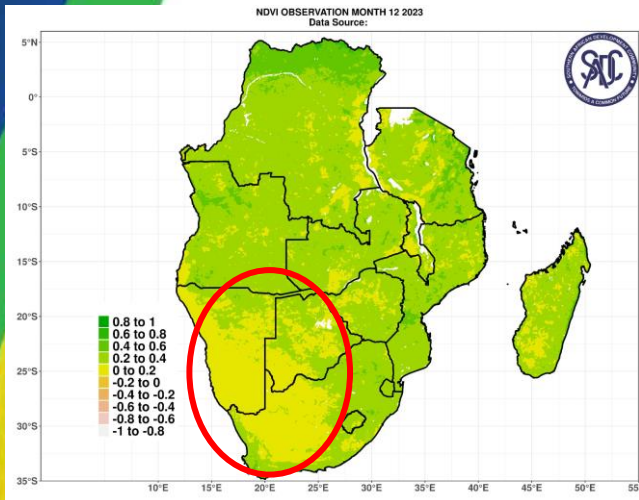 NDVI OBSERVATION MONTH 12 2023
Data Source:
SADC
5°N
0°
5°S
10°S
15°S
20°S
25°S
30°S
35°S
0.8 to 1
0.6 to 0.8
0.4 to 0.6
0.2 to 0.4
0 to 0.2
-0.2 to 0
-0.4 to -0.2
-0.6 to -0.4
-0.8 to -0.6
-1 to -0.8
10°E 15°E 20°E 25°E 30°E 35°E 40°E 45°E 50°E 55